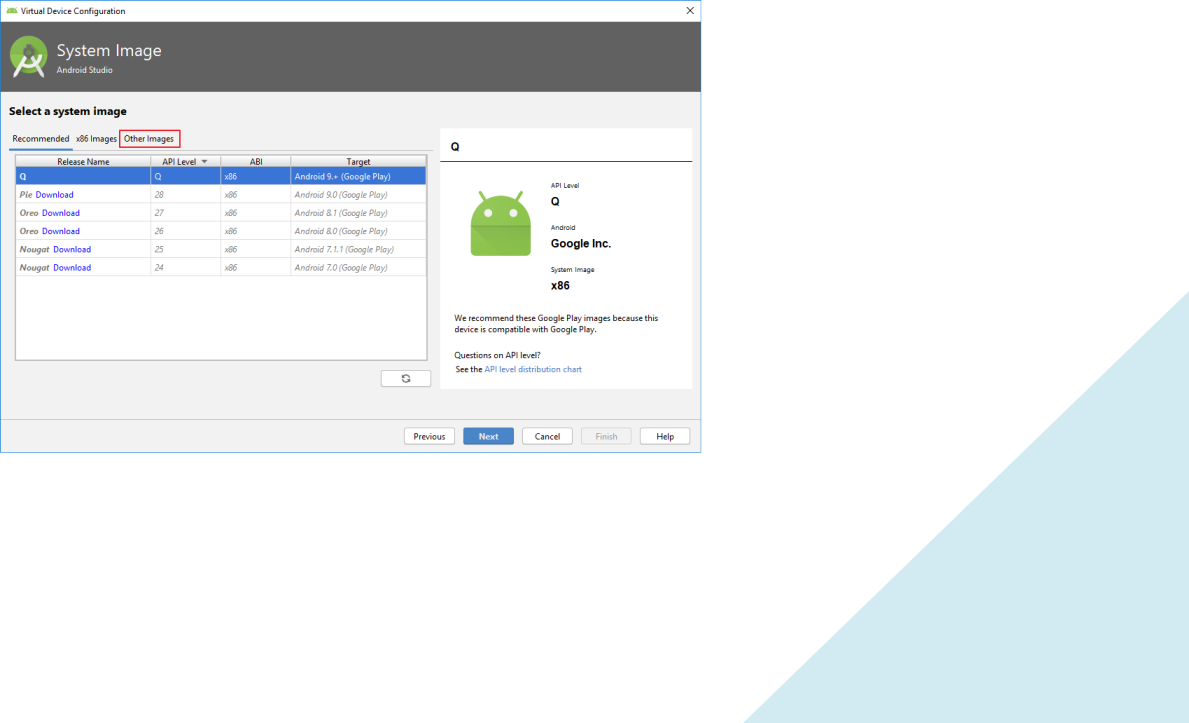 Virtual Device Configuration
System Image
Android Studio
Select a system image
Recommended x86 Images Other Images
Release Name API Level ABI Target
Q Q x86 Android 9.+ (Google Play)
Pie Download 28 x86 Android 9.0 (Google Play)
Oreo Download 27 x86 Android 8.1 (Google Play)
Oreo Download 26 x86 Android 8.0 (Google Play)
Nougat Download 25 x86 Android 7.1.1 (Google Play)
Nougat Download 24 x86 Android 7.0 (Google Play)
Q
API Level
Q
Android
Google Inc.
System Image
x86
We recommend these Google Play images because this
device is compatible with Google Play.
Questions on API level?
See the API level distribution chart
Previous Next Cancel Finish Help